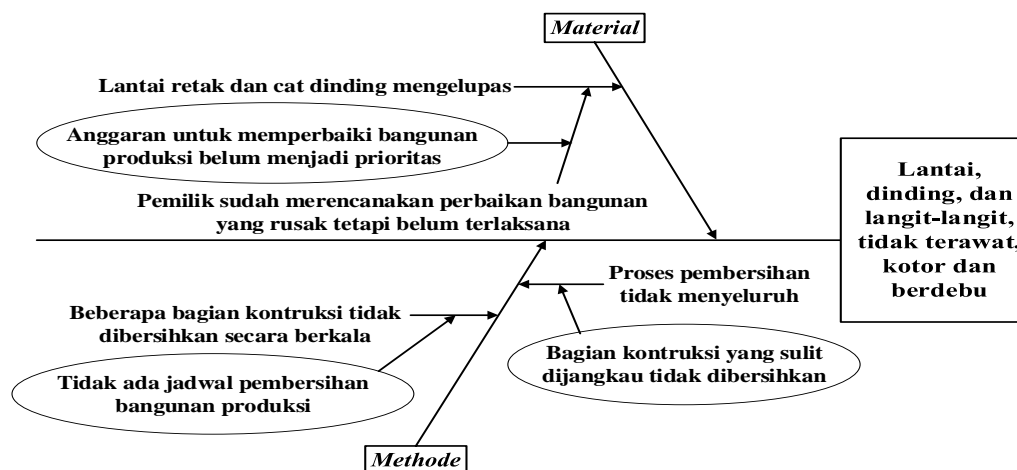 Material
Lantai retak dan cat dinding mengelupas
Anggaran untuk memperbaiki bangunan
produksi belum menjadi prioritas
Pemilik sudah merencanakan perbaikan bangunan
yang rusak tetapi belum terlaksana
Lantai,
dinding, dan
langit-langit,
tidak terawat,
kotor dan
berdebu
Proses pembersihan
tidak menyeluruh
Beberapa bagian kontruksi tidak
dibersihkan secara berkala
Bagian kontruksi yang sulit
dijangkau tidak dibersihkan
Tidak ada jadwal pembersihan
bangunan produksi
Methode